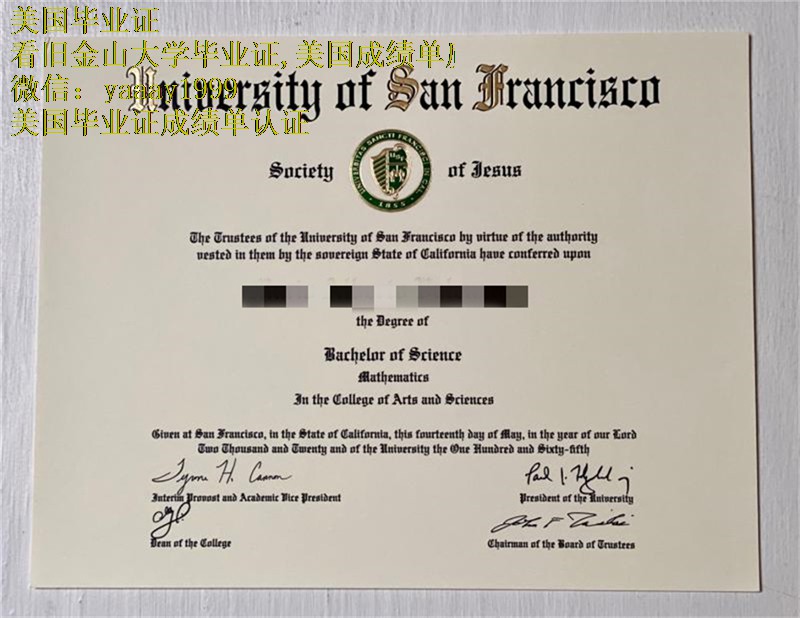 美国毕业证
看旧金山大学毕业证,美国成绩单}
微信: yaaay1999
美国毕业证成绩单认证
University of San Francisco
Society of Jesus
The Trustees of the University of San Francisco by virtue of the authority
vested in them by the sovereign State of California have conferred upon
the Degree of
Bachelor of Science
Mathematics
In the College of Arts and Sciences
Given at San Francisco, in the State of California, this fourteenth day of May, in the year of our Lord
Two Thousand and Twenty and of the University the One Hundred and Sixty-fifth
Interim Provost and Academic Vice President
President of the University
Dean of the College
Chairman of the Board of Trustees